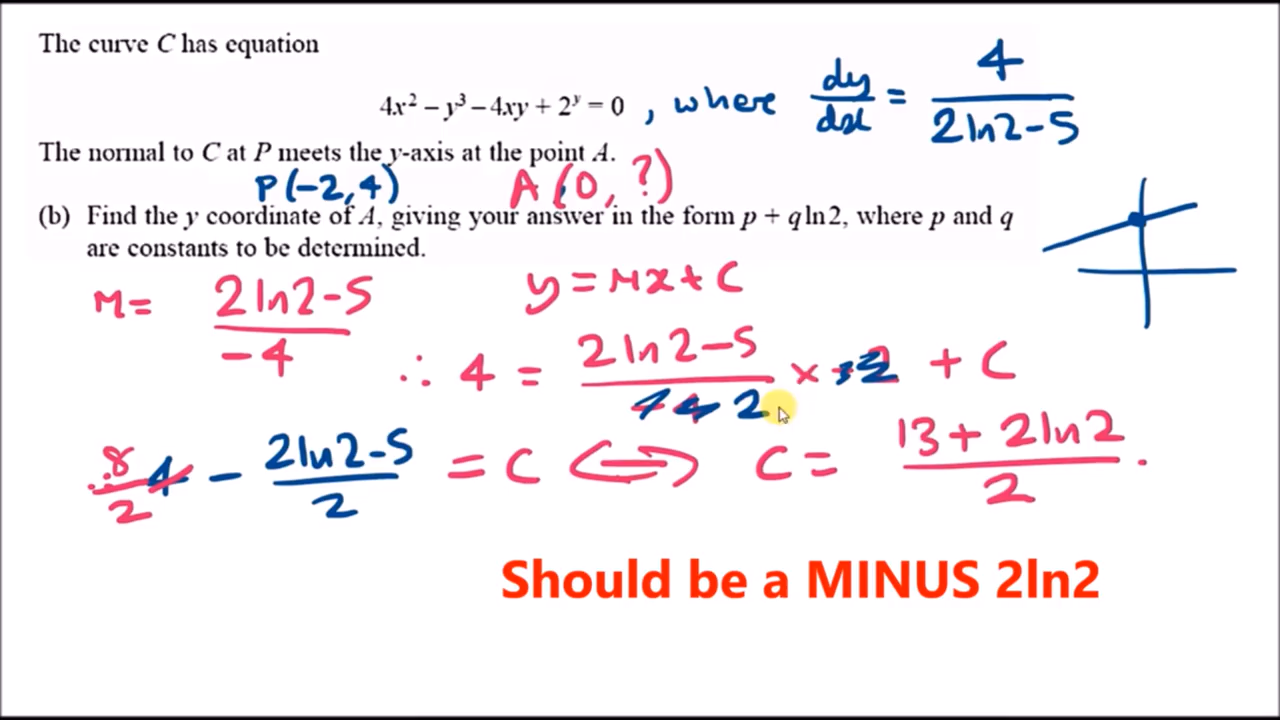 The curve C has equation
4x² – y³ – 4xy + 2ʸ = 0 , where dy/dx = 4/(2ln2-5)
The normal to C at P meets the y-axis at the point A.
P(-2,4) A(0, ?)
(b) Find the y coordinate of A, giving your answer in the form p + q ln2, where p and q
are constants to be determined.
M = (2ln2-5)/-4 y = Mx + C
∴ 4 = (2ln2-5)/2 × + C
8/2 4 - (2ln2-5)/2 = C ⟺ C = (13 + 2ln2)/2 .
Should be a MINUS 2ln2